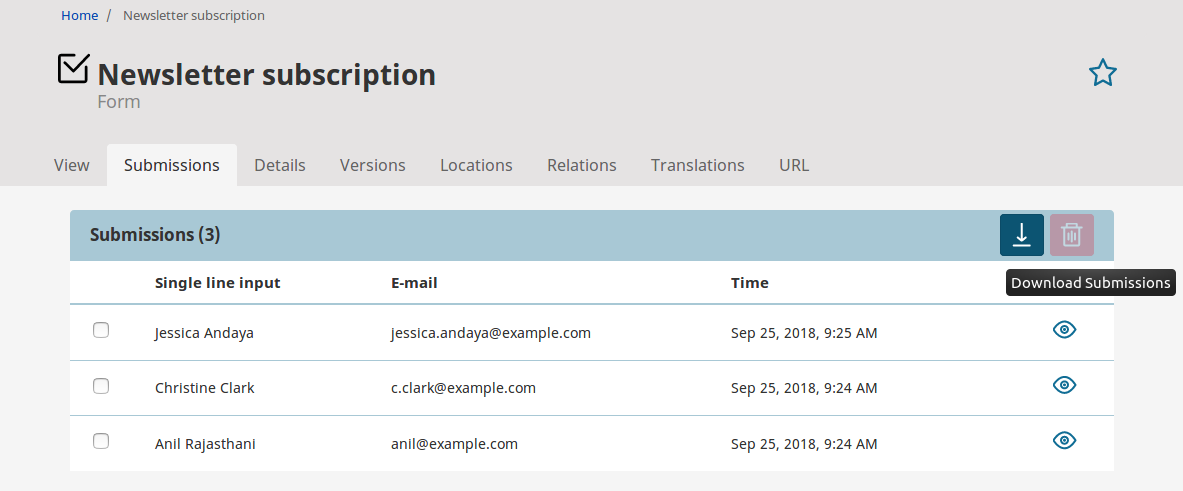 Home / Newsletter subscription
Newsletter subscription
Form
View Submissions Details Versions Locations Relations Translations URL
Submissions (3)
Single line input E-mail Time
Download Submissions
Jessica Andaya jessica.andaya@example.com Sep 25, 2018, 9:25 AM
Christine Clark c.clark@example.com Sep 25, 2018, 9:24 AM
Anil Rajasthani anil@example.com Sep 25, 2018, 9:24 AM